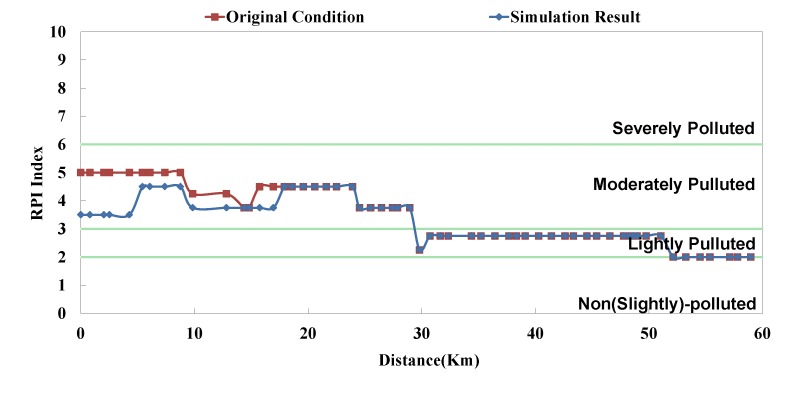 Original Condition Simulation Result
10
9
8
7
6
5
4
3
2
1
0
RPI Index
Severely Polluted
Moderately Pulluted
Lightly Pulluted
Non(Slightly)-polluted
0 10 20 30 40 50 60
Distance(Km)